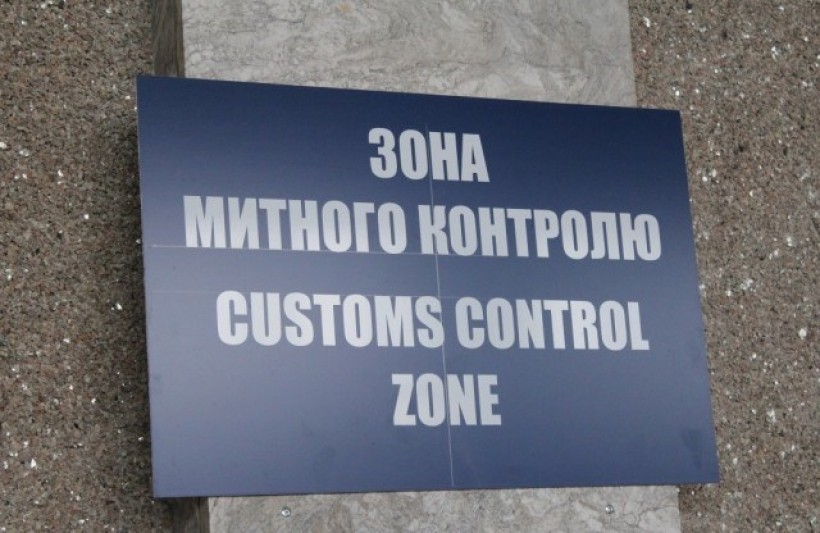 ЗОНА
МИТНОГО КОНТРОЛЮ
CUSTOMS CONTROL
ZONE